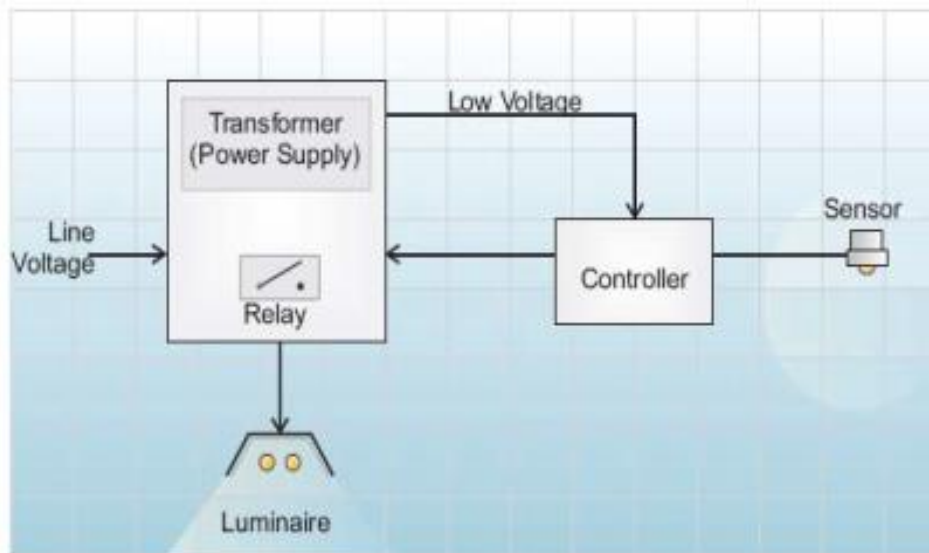 Low Voltage
Transformer
(Power Supply)
Sensor
Line
Voltage
Controller
Relay
Luminaire